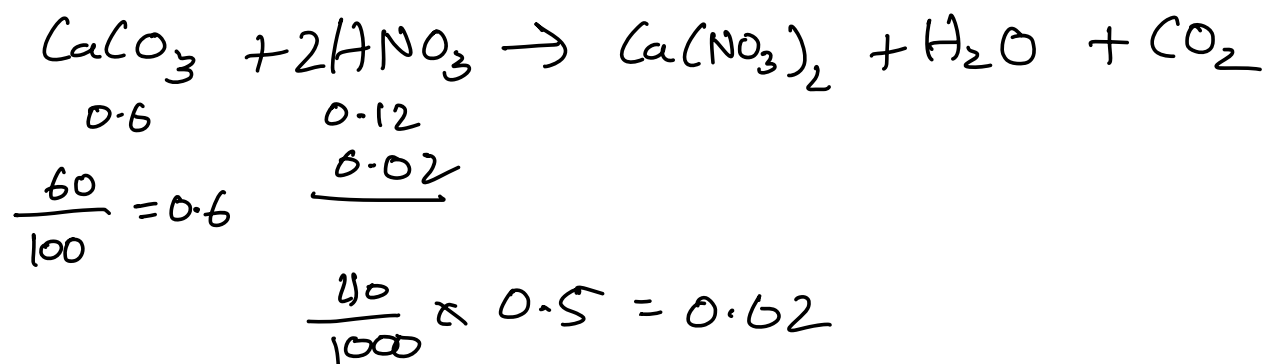 CaCO₃ + 2HNO₃ → Ca(NO₃)₂ + H₂O + CO₂
0.6 0.12
0.02
60/100 = 0.6
40/1000 × 0.5 = 0.02